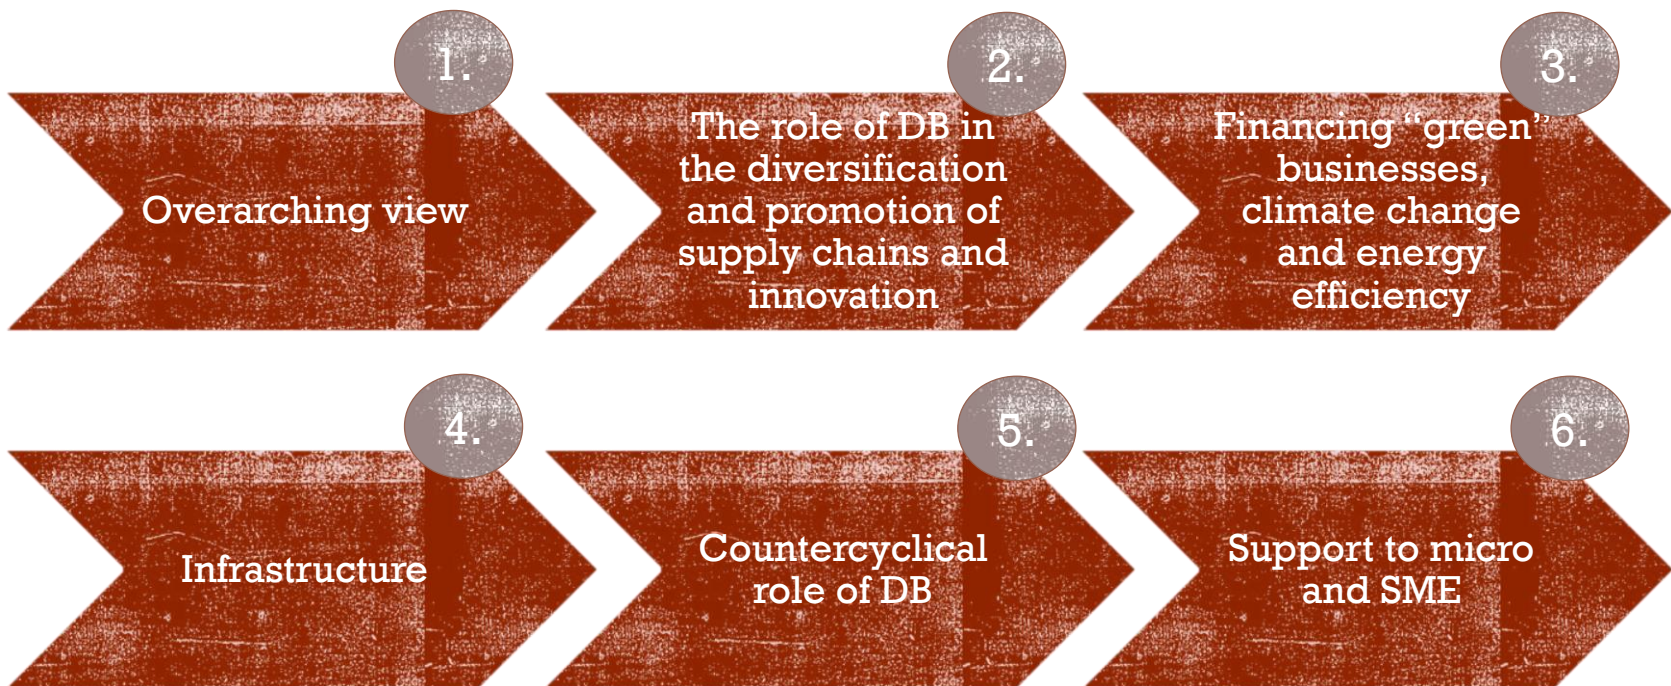 1.
Overarching view
2.
The role of DB in
the diversification
and promotion of
supply chains and
innovation
3.
Financing “green”
businesses,
climate change
and energy
efficiency
4.
Infrastructure
5.
Countercyclical
role of DB
6.
Support to micro
and SME